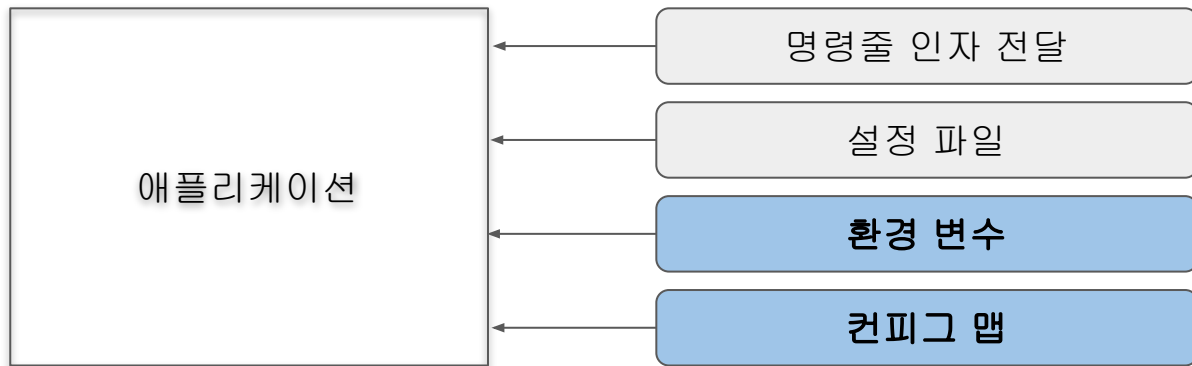 명령줄 인자 전달
설정 파일
애플리케이션
환경 변수
컨피그 맵